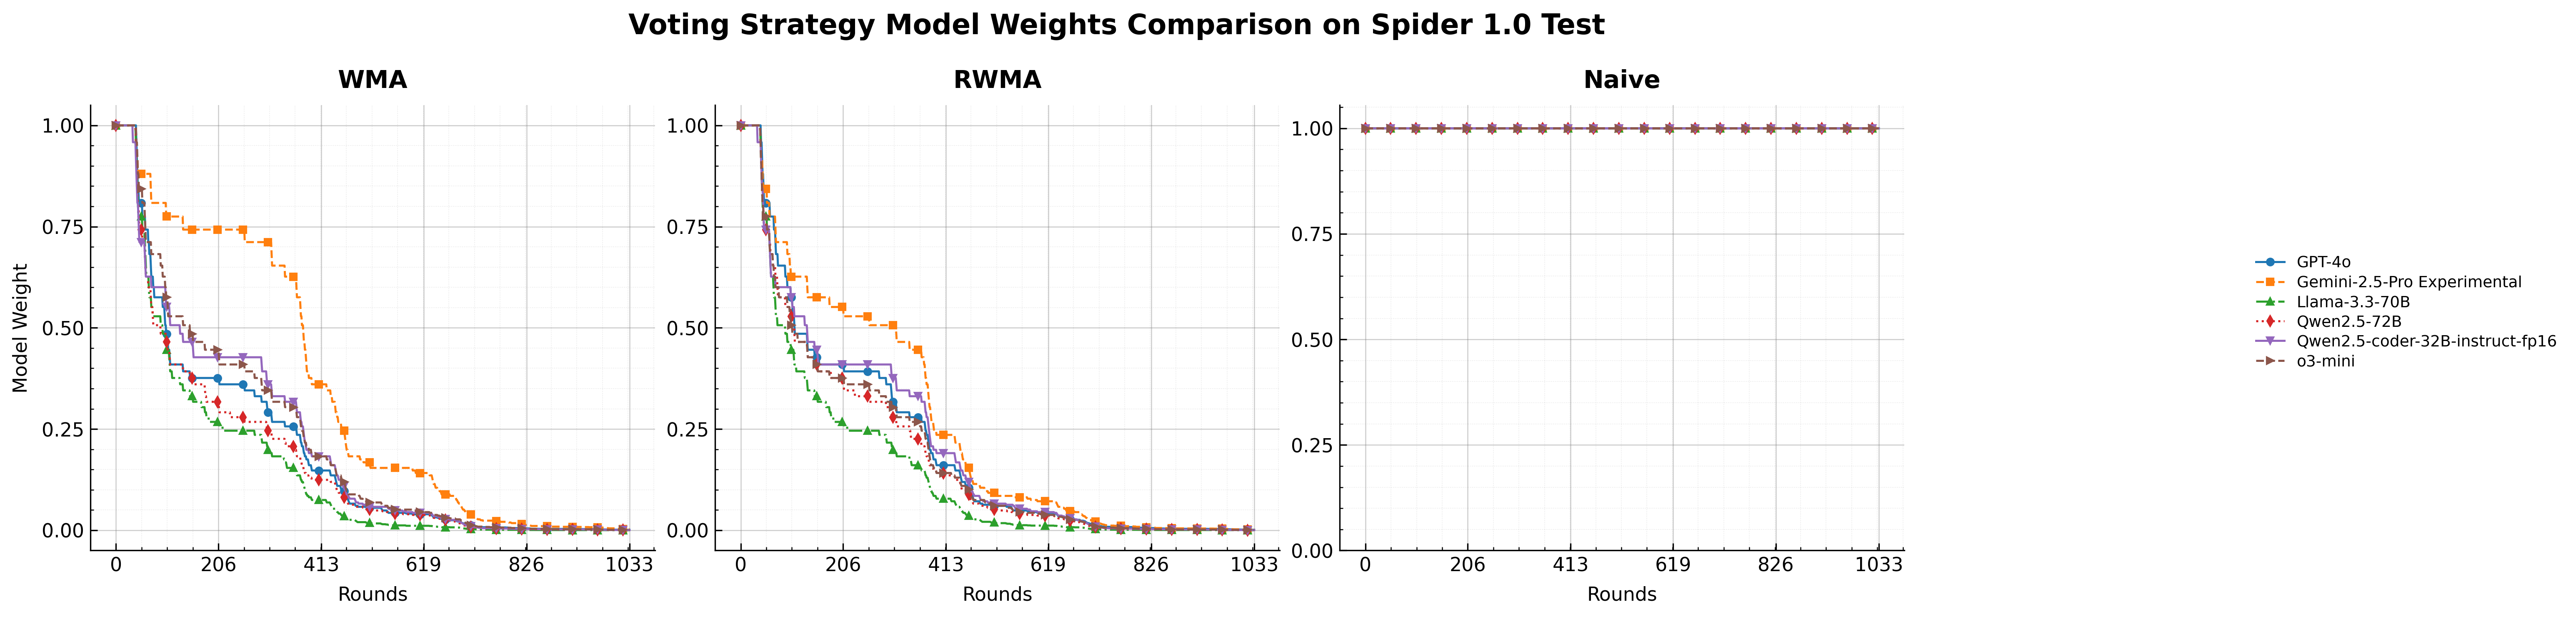 Voting Strategy Model Weights Comparison on Spider 1.0 Test
WMA
Model Weight
1.00
0.75
0.50
0.25
0.00
0 206 413 619 826 1033
Rounds
RWMA
1.00
0.75
0.50
0.25
0.00
0 206 413 619 826 1033
Rounds
Naive
1.00
0.75
0.50
0.25
0.00
0 206 413 619 826 1033
Rounds
GPT-4o
Gemini-2.5-Pro Experimental
Llama-3.3-70B
Qwen2.5-72B
Qwen2.5-coder-32B-instruct-fp16
o3-mini